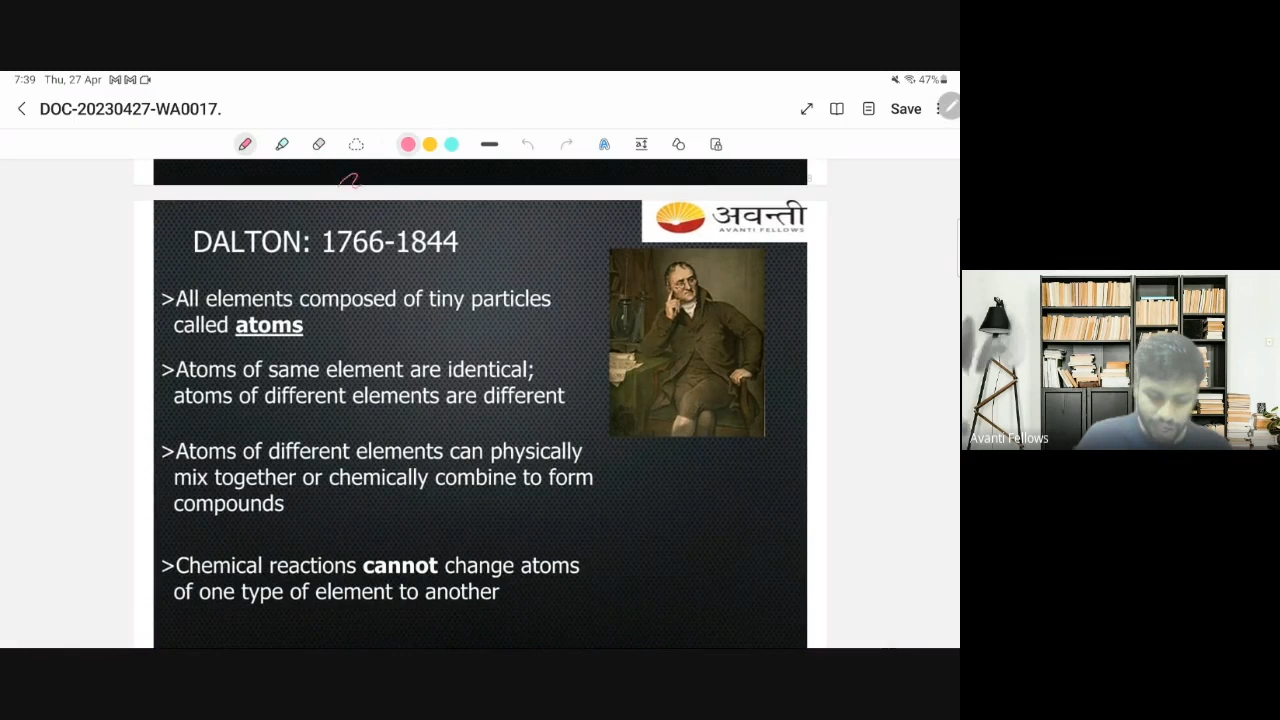 7:39 Thu, 27 Apr
47%
DOC-20230427-WA0017.
Save
अवन्ती
AVANTI FELLOWS
DALTON: 1766-1844
>All elements composed of tiny particles
called atoms
>Atoms of same element are identical;
atoms of different elements are different
>Atoms of different elements can physically
mix together or chemically combine to form
compounds
>Chemical reactions cannot change atoms
of one type of element to another
Avanti Fellows